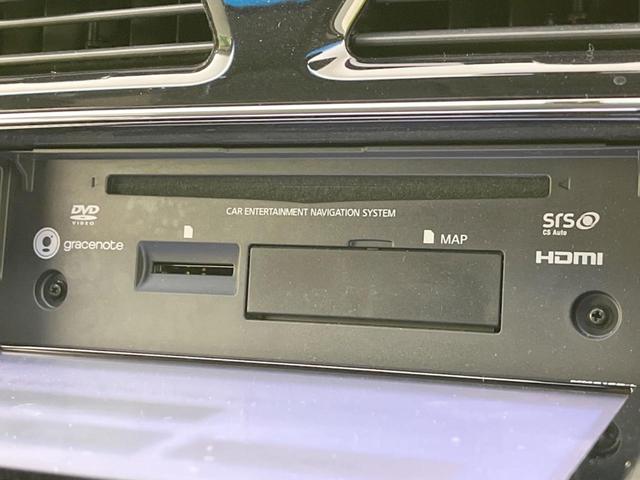 DVD
VIDEO
gracenote
CAR ENTERTAINMENT NAVIGATION SYSTEM
MAP
SRS
CS Auto
HDMI